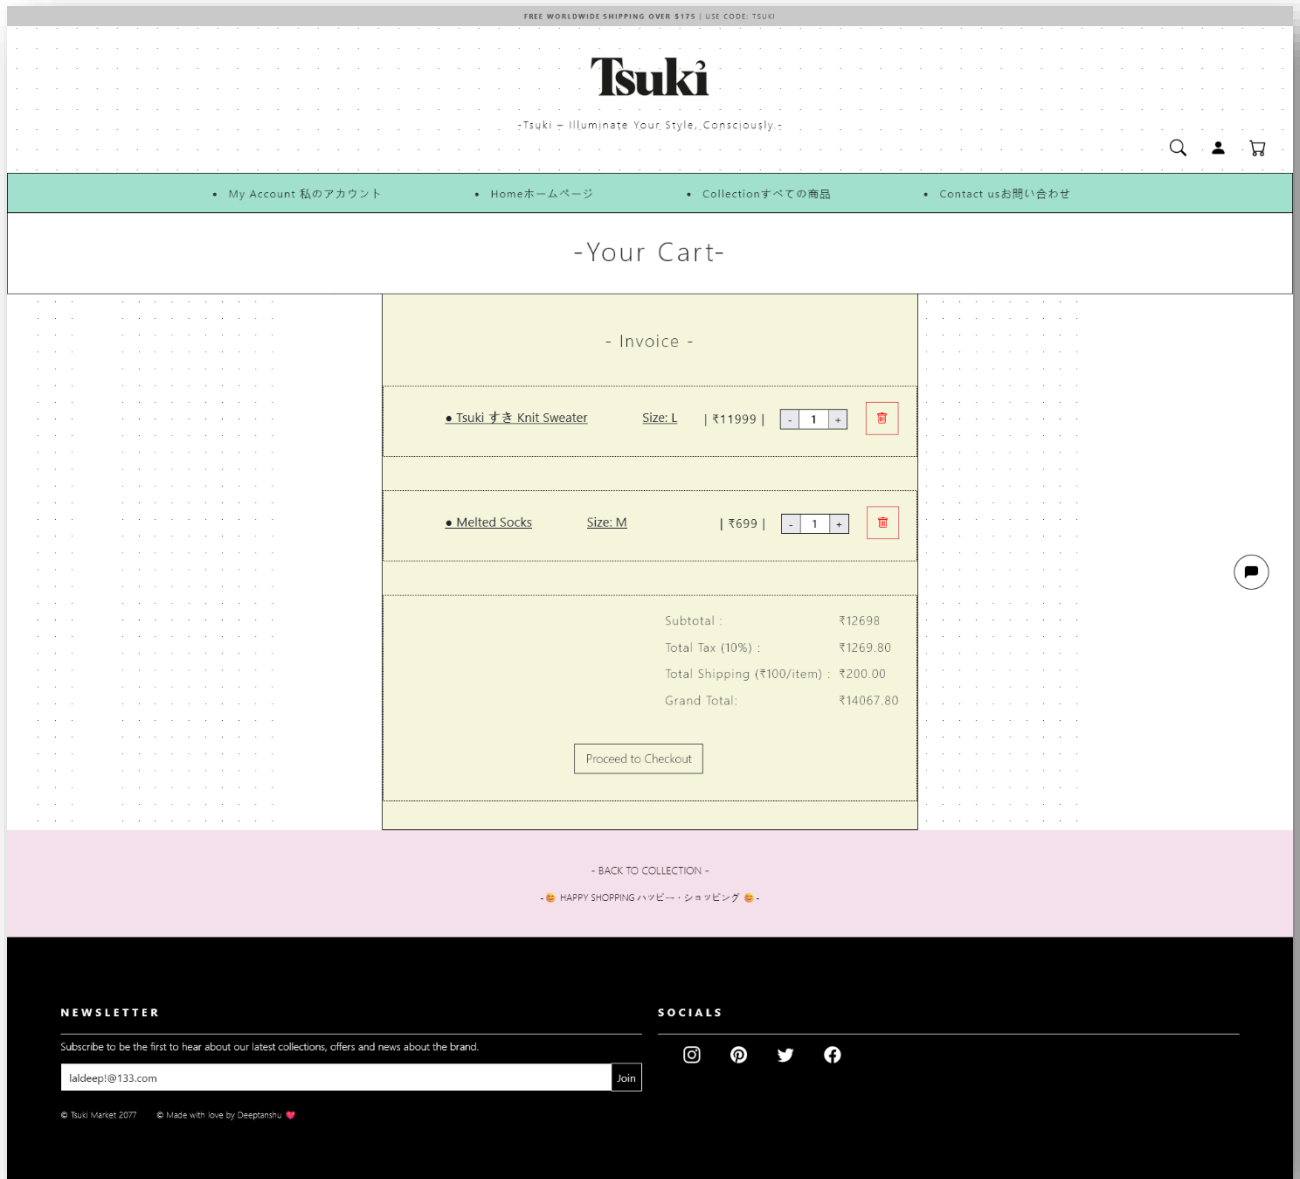 FREE WORLDWIDE SHIPPING OVER $175 | USE CODE: TSUKI
Tsuki
-Tsuki – Illuminate Your Style, Consciously.-
• My Account 私のアカウント • Homeホームページ • Collectionすべての商品 • Contact usお問い合わせ
-Your Cart-
- Invoice -
● Tsuki すき Knit Sweater Size: L | ₹11999 | - 1 +
● Melted Socks Size: M | ₹699 | - 1 +
Subtotal : ₹12698
Total Tax (10%) : ₹1269.80
Total Shipping (₹100/item) : ₹200.00
Grand Total: ₹14067.80
Proceed to Checkout
- BACK TO COLLECTION -
-😊 HAPPY SHOPPING ハッピー・ショッピング 😊-
NEWSLETTER
Subscribe to be the first to hear about our latest collections, offers and news about the brand.
laldeep!@133.com Join
© Tsuki Market 2077 © Made with love by Deeptanshu ❤
SOCIALS